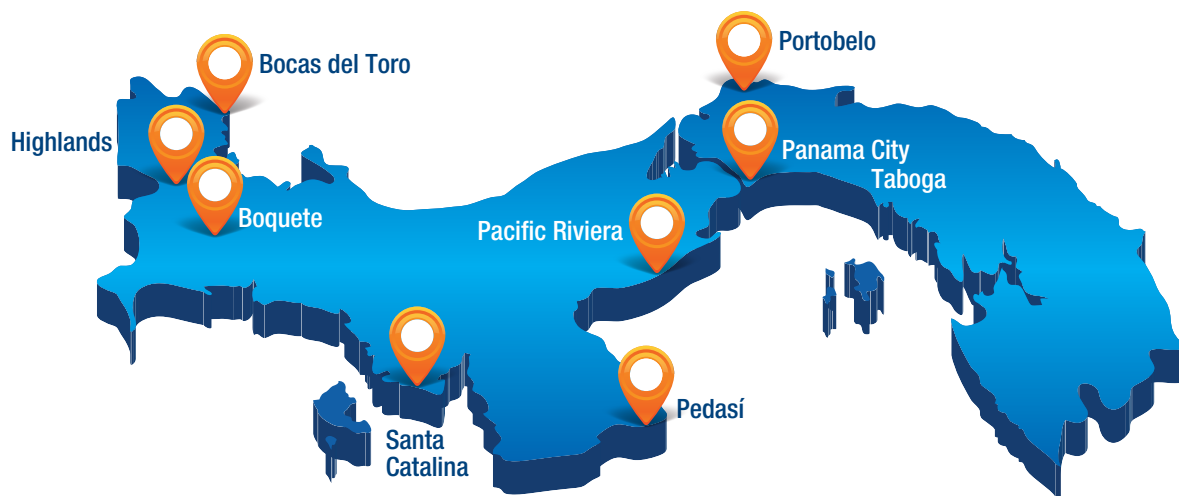 Portobelo
Bocas del Toro
Highlands
Panama City
Taboga
Boquete
Pacific Riviera
Pedasí
Santa
Catalina